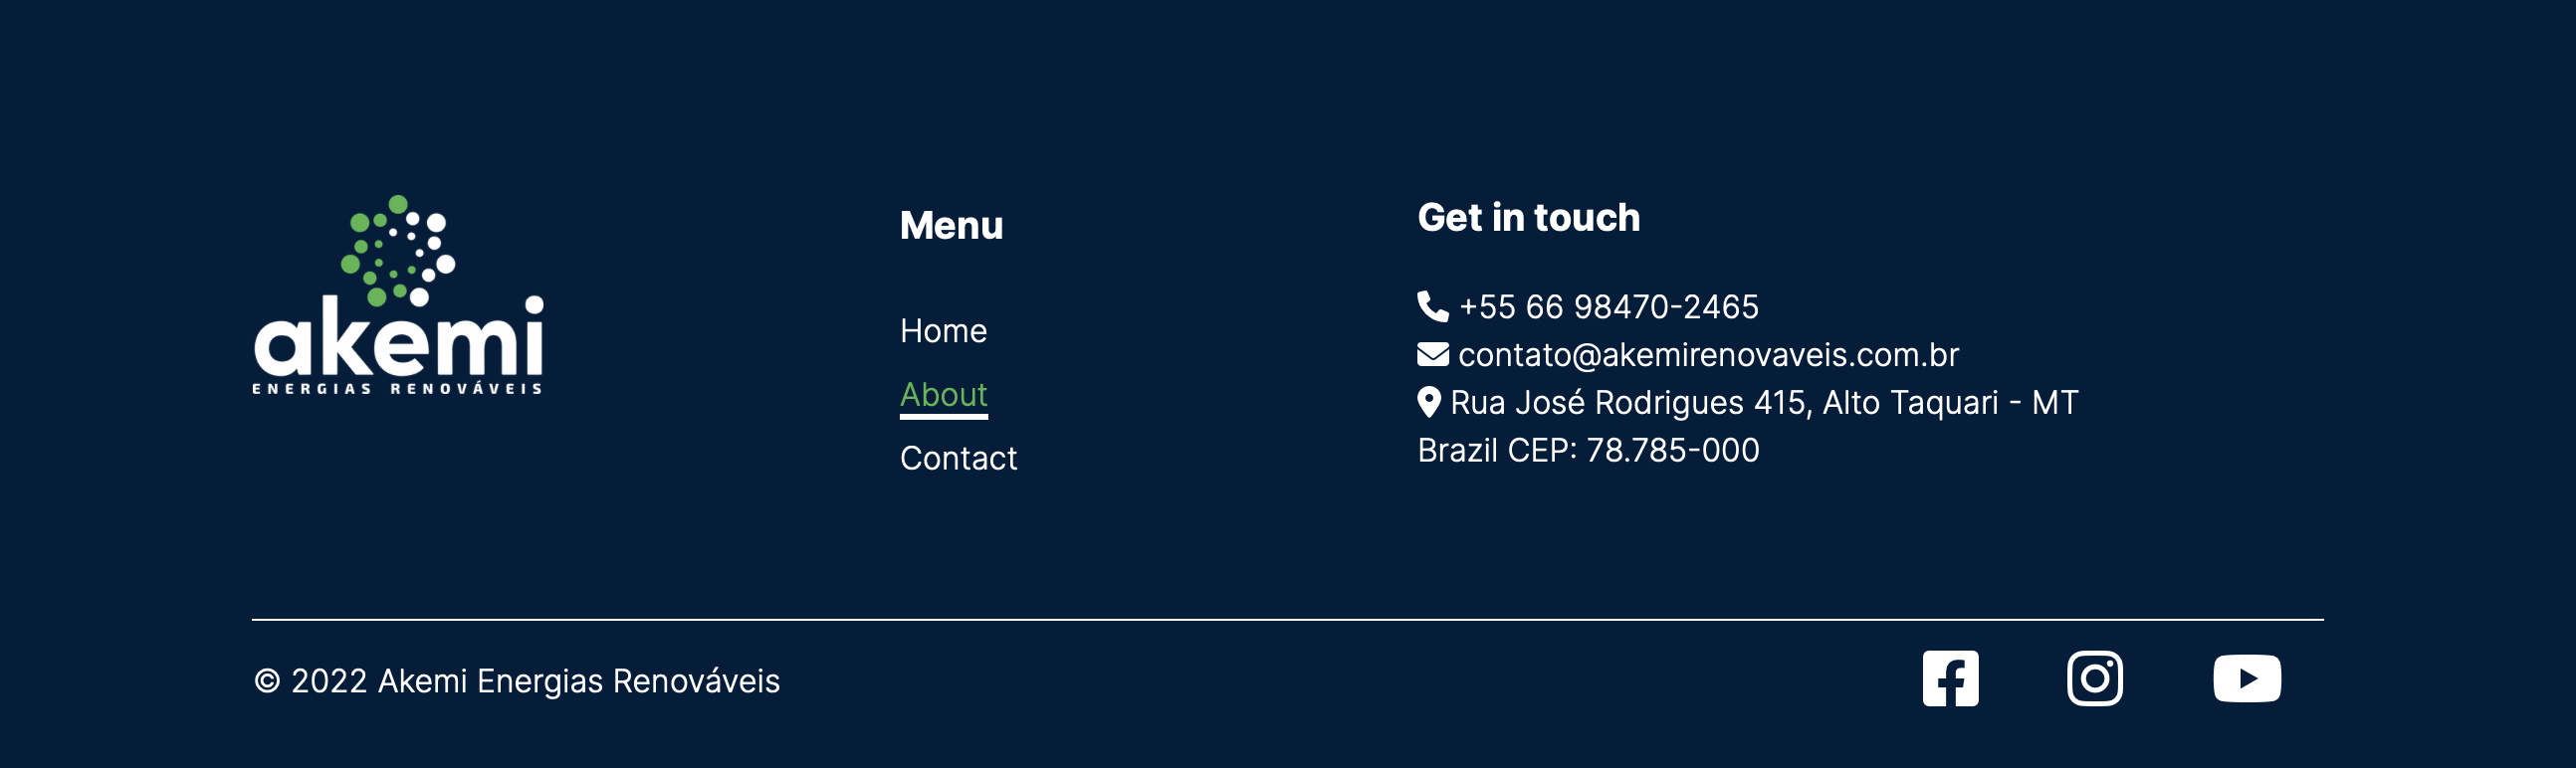 akemi
ENERGIAS RENOVÁVEIS
Menu
Home
About
Contact
Get in touch
+55 66 98470-2465
contato@akemirenovaveis.com.br
Rua José Rodrigues 415, Alto Taquari - MT
Brazil CEP: 78.785-000
© 2022 Akemi Energias Renováveis